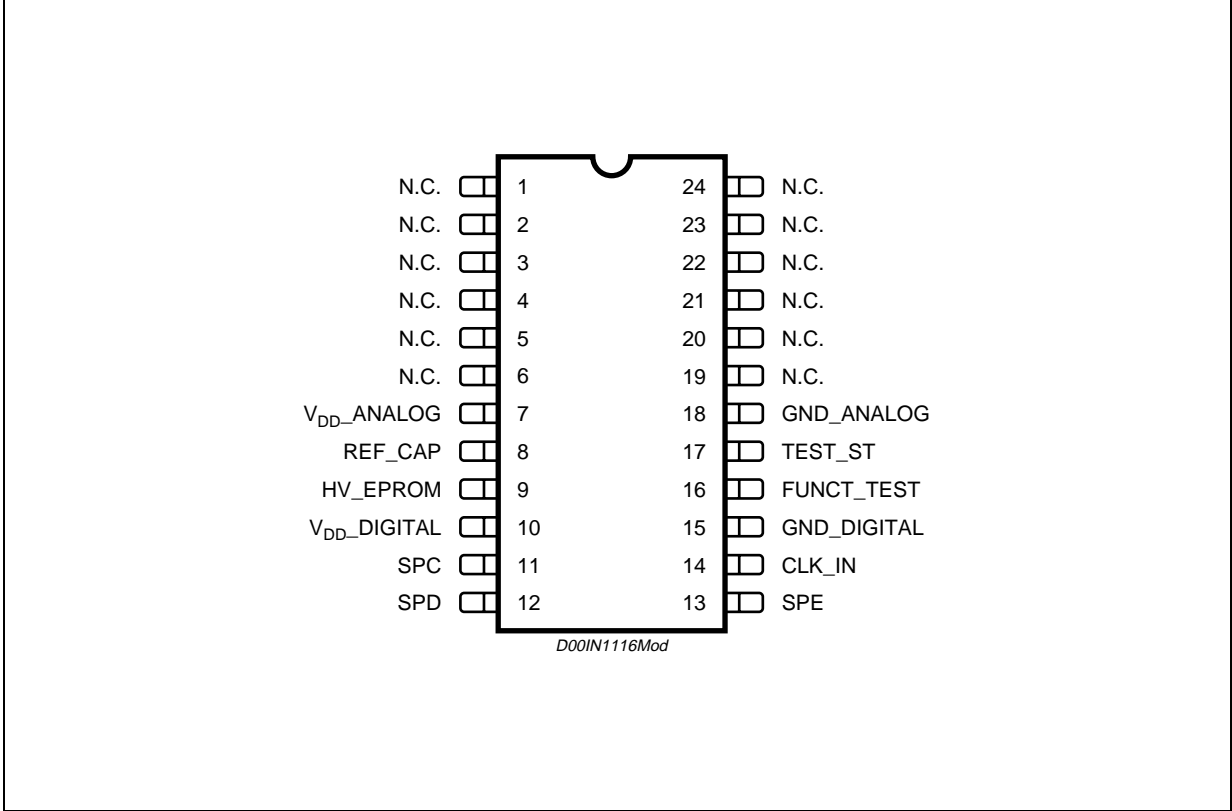 N.C. 1 24 N.C.
N.C. 2 23 N.C.
N.C. 3 22 N.C.
N.C. 4 21 N.C.
N.C. 5 20 N.C.
N.C. 6 19 N.C.
VDD_ANALOG 7 18 GND_ANALOG
REF_CAP 8 17 TEST_ST
HV_EPROM 9 16 FUNCT_TEST
VDD_DIGITAL 10 15 GND_DIGITAL
SPC 11 14 CLK_IN
SPD 12 13 SPE
D00IN1116Mod